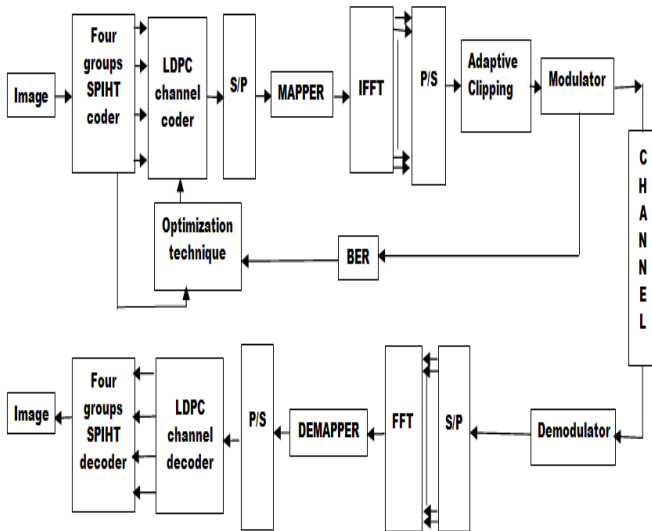 Image
Four
groups
SPIHT
coder
LDPC
channel
coder
S/P
MAPPER
IFFT
P/S
Adaptive
Clipping
Modulator
C
H
A
N
N
E
L
Optimization
technique
BER
Image
Four
groups
SPIHT
decoder
LDPC
channel
decoder
P/S
DEMAPPER
FFT
S/P
Demodulator